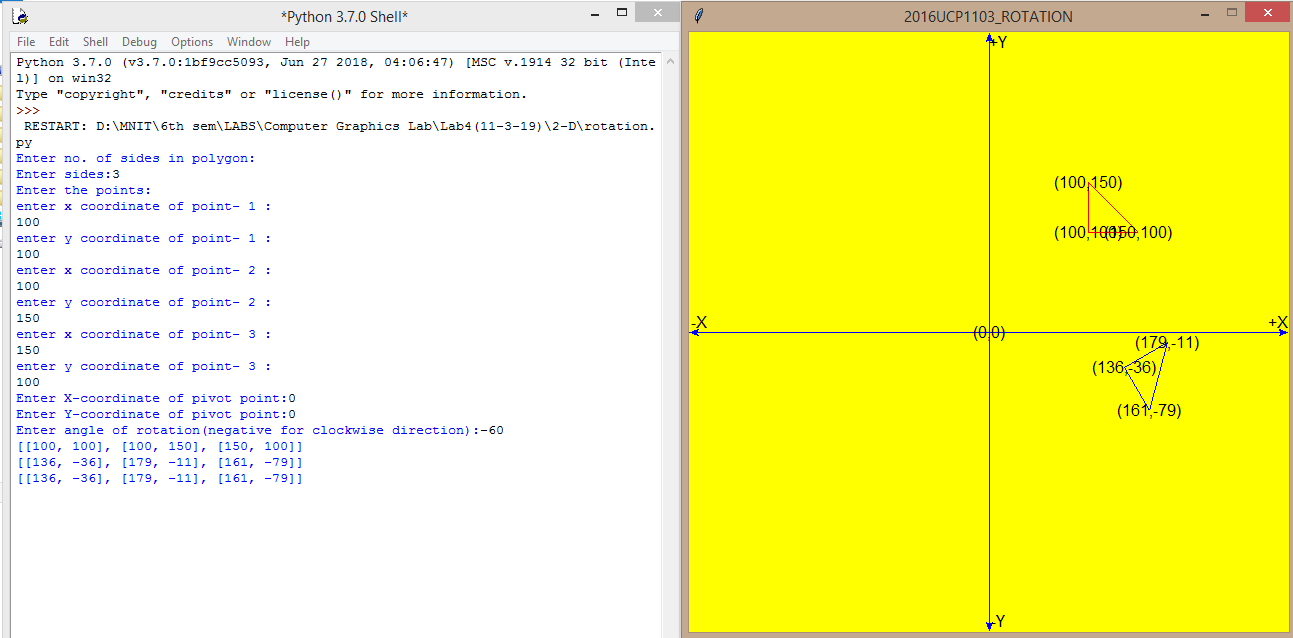 *Python 3.7.0 Shell*
File Edit Shell Debug Options Window Help
Python 3.7.0 (v3.7.0:1bf9cc5093, Jun 27 2018, 04:06:47) [MSC v.1914 32 bit (Inte
l)] on win32
Type "copyright", "credits" or "license()" for more information.
>>>
RESTART: D:\MNIT\6th sem\LABS\Computer Graphics Lab\Lab4(11-3-19)\2-D\rotation.
py
Enter no. of sides in polygon:
Enter sides:3
Enter the points:
enter x coordinate of point- 1 :
100
enter y coordinate of point- 1 :
100
enter x coordinate of point- 2 :
100
enter y coordinate of point- 2 :
150
enter x coordinate of point- 3 :
150
enter y coordinate of point- 3 :
100
Enter X-coordinate of pivot point:0
Enter Y-coordinate of pivot point:0
Enter angle of rotation(negative for clockwise direction):-60
[[100, 100], [100, 150], [150, 100]]
[[136, -36], [179, -11], [161, -79]]
[[136, -36], [179, -11], [161, -79]]
2016UCP1103_ROTATION
+Y
(100,150)
(100,100) (150,100)
-X
+X
(0,0)
(179,-11)
(136,-36)
(161,-79)
-Y